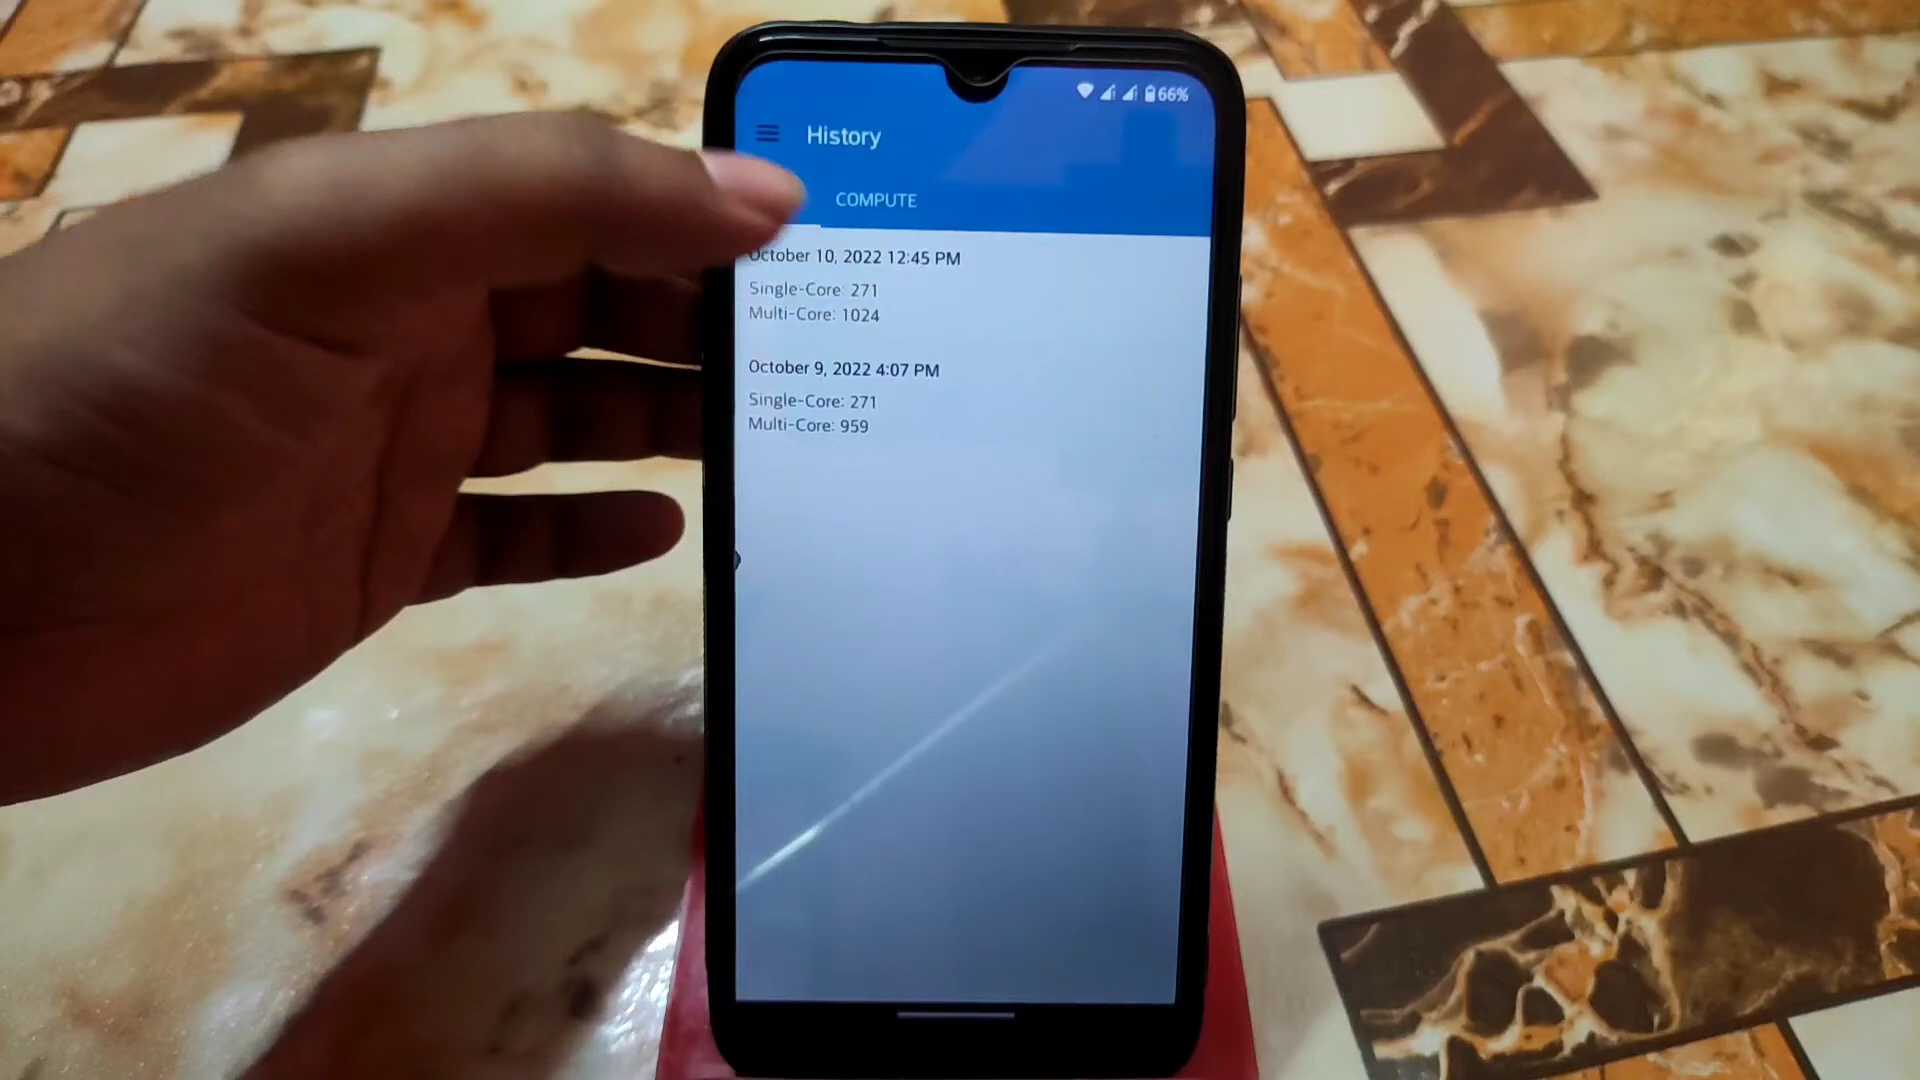 66%
History
COMPUTE
October 10, 2022 12:45 PM
Single-Core: 271
Multi-Core: 1024
October 9, 2022 4:07 PM
Single-Core: 271
Multi-Core: 959